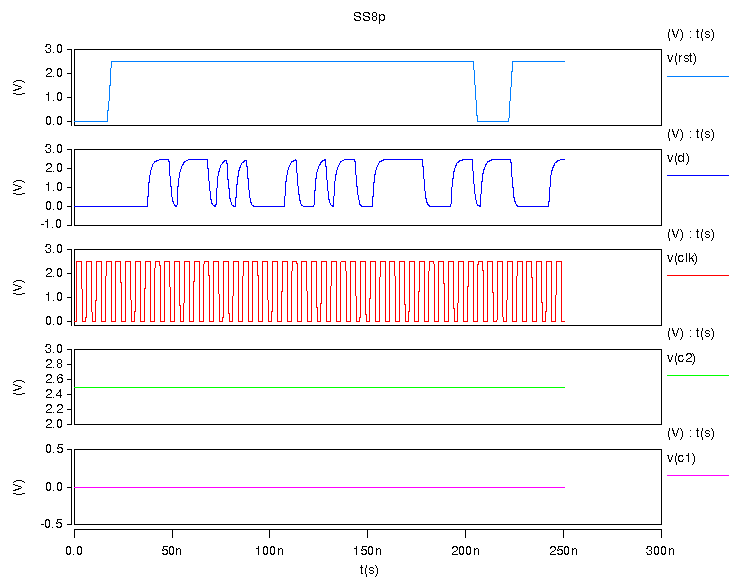 SS8p
(V) : t(s)
v(rst)
3.0
2.0
1.0
0.0
(V)
(V) : t(s)
v(d)
3.0
2.0
1.0
0.0
-1.0
(V)
(V) : t(s)
v(clk)
3.0
2.0
1.0
0.0
(V)
(V) : t(s)
v(c2)
3.0
2.8
2.6
2.4
2.2
2.0
(V)
(V) : t(s)
v(c1)
0.5
0.0
-0.5
(V)
0.0 50n 100n 150n 200n 250n 300n
t(s)